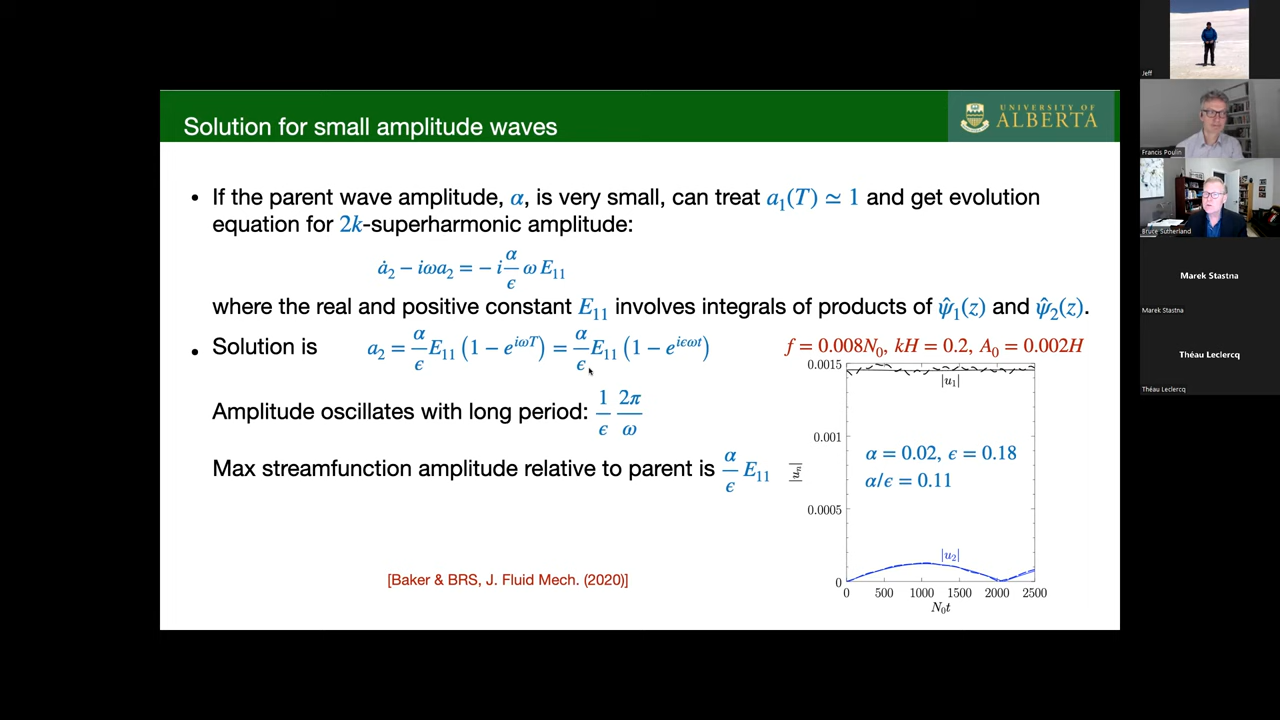 Solution for small amplitude waves
UNIVERSITY OF
ALBERTA
• If the parent wave amplitude, α, is very small, can treat a₁(T) ≃ 1 and get evolution
equation for 2k-superharmonic amplitude:
ȧ₂ − iωa₂ = − i α/ϵ ω E₁₁
where the real and positive constant E₁₁ involves integrals of products of ψ̂₁(z) and ψ̂₂(z).
• Solution is a₂ = α/ϵ E₁₁ (1 − e^{iωT}) = α/ϵ E₁₁ (1 − e^{iϵωt})
Amplitude oscillates with long period: 1/ϵ 2π/ω
Max streamfunction amplitude relative to parent is α/ϵ E₁₁
[Baker & BRS, J. Fluid Mech. (2020)]
f = 0.008N₀, kH = 0.2, A₀ = 0.002H
0.0015
|u₁|
0.001
α = 0.02, ϵ = 0.18
|uₙ|
α/ϵ = 0.11
0.0005
|u₂|
0
0 500 1000 1500 2000 2500
N₀t
Jeff
Francis Poulin
Bruce Sutherland
Marek Stastna
Marek Stastna
Théau Leclercq
Théau Leclercq